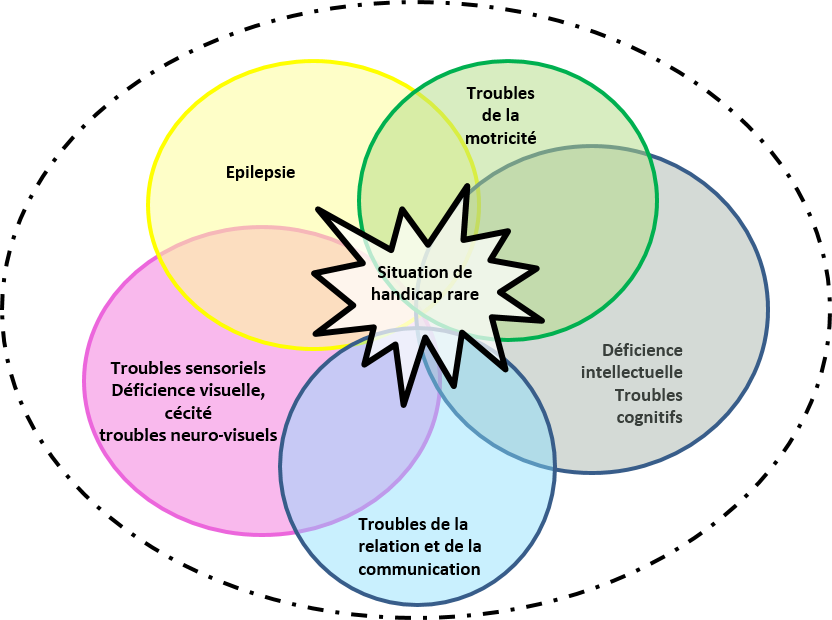 Troubles
de la
motricité
Epilepsie
Situation de
handicap rare
Troubles sensoriels
Déficience visuelle,
cécité
troubles neuro-visuels
Déficience
intellectuelle
Troubles
cognitifs
Troubles de la
relation et de la
communication